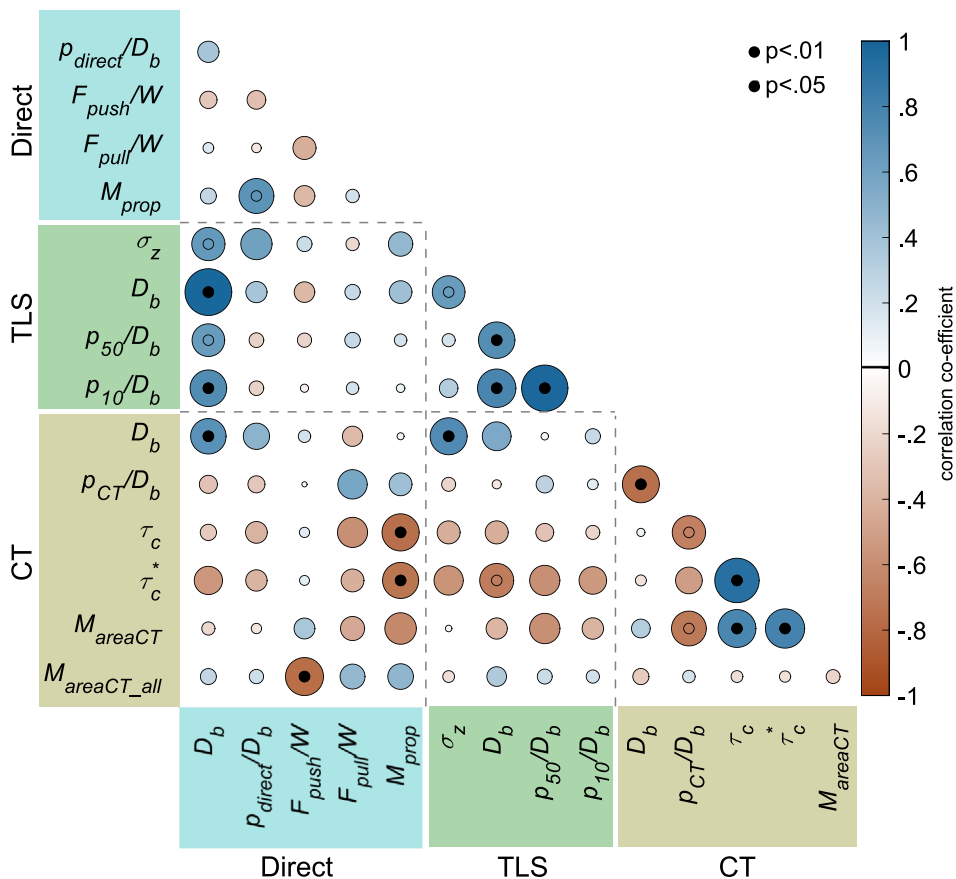 p_direct/D_b
F_push/W
F_pull/W
M_prop
Direct
σ_z
D_b
p_50/D_b
p_10/D_b
TLS
D_b
p_CT/D_b
τ_c
τ_c^*
M_areaCT
M_areaCT_all
CT
p<.01
p<.05
1
.8
.6
.4
.2
0
-.2
-.4
-.6
-.8
-1
correlation co-efficient
D_b
p_direct/D_b
F_push/W
F_pull/W
M_prop
σ_z
D_b
p_50/D_b
p_10/D_b
D_b
p_CT/D_b
τ_c
τ_c^*
M_areaCT
Direct
TLS
CT